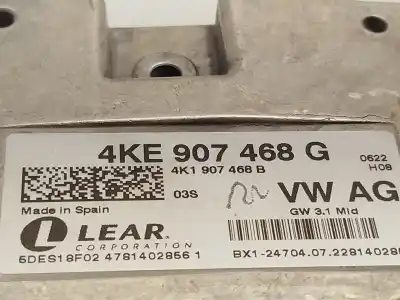 4KE 907 468 G
0622
H08
4K1 907 468 B
03S
VW AG
Made in Spain
GW 3.1 Mid
LEAR
Corporation
5DES18F02 4781402856 1
BX1-24704.07.2281402856